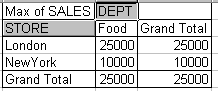 Max of SALES DEPT
STORE Food Grand Total
London 25000 25000
NewYork 10000 10000
Grand Total 25000 25000